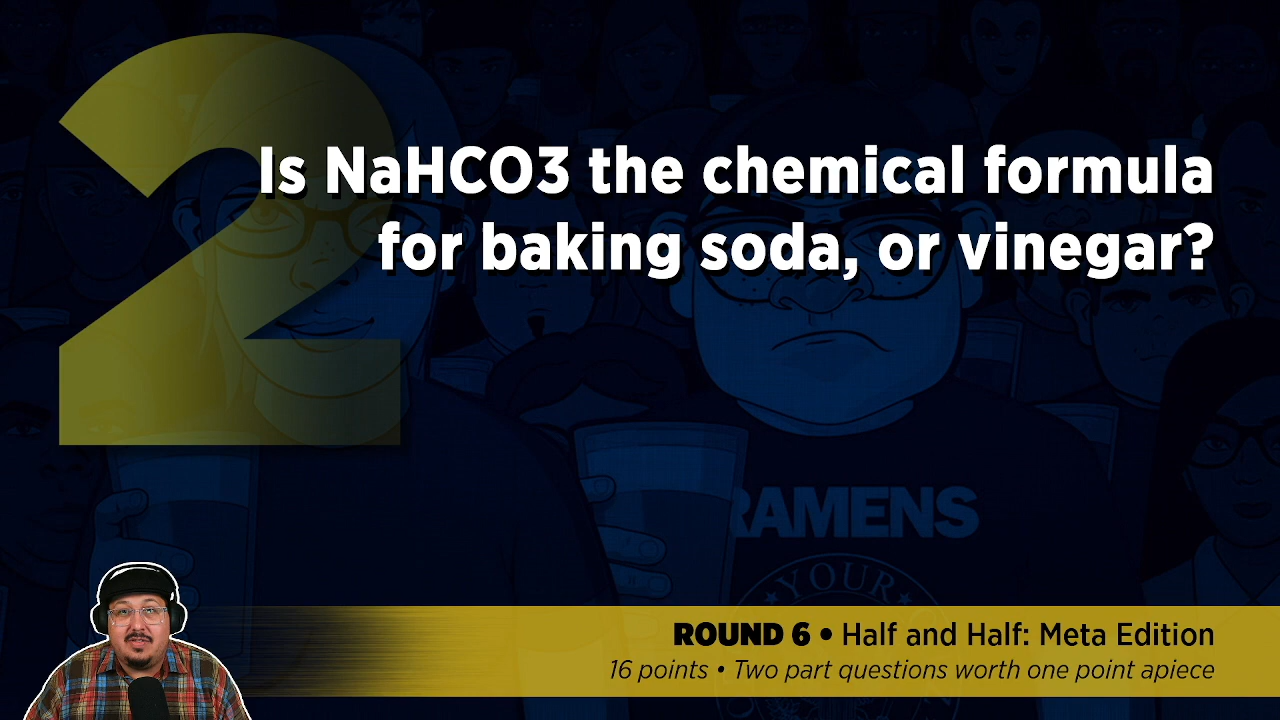 2
Is NaHCO3 the chemical formula
for baking soda, or vinegar?
RAMENS
YOUR
ROUND 6 • Half and Half: Meta Edition
16 points • Two part questions worth one point apiece